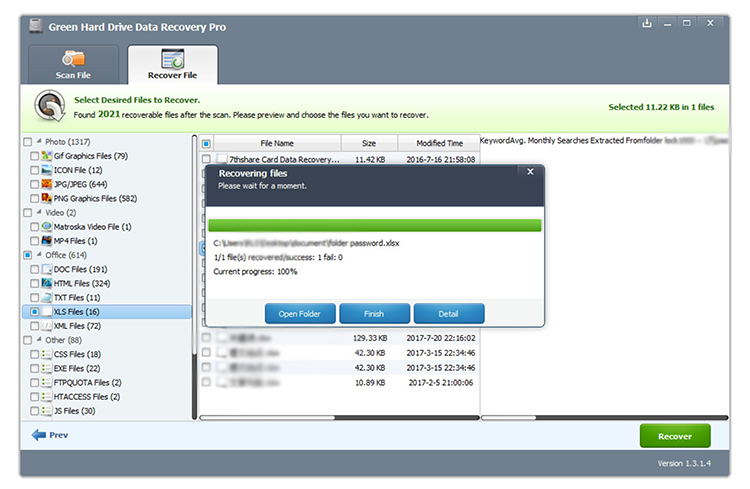 Green Hard Drive Data Recovery Pro
Scan File
Recover File
Select Desired Files to Recover.
Found 2021 recoverable files after the scan. Please preview and choose the files you want to recover.
Selected 11.22 KB in 1 files
Photo (1317)
Gif Graphics Files (79)
ICON File (12)
JPG/JPEG (644)
PNG Graphics Files (582)
Video (2)
Matroska Video File (1)
MP4 Files (1)
Office (614)
DOC Files (191)
HTML Files (324)
TXT Files (11)
XLS Files (16)
XML Files (72)
Other (88)
CSS Files (18)
EXE Files (22)
FTPQUOTA Files (2)
HTACCESS Files (2)
JS Files (30)
File Name Size Modified Time
7thshare Card Data Recovery... 11.42 KB 2016-7-16 21:58:08
KeywordAvg. Monthly Searches Extracted Fromfolder
Recovering files
Please wait for a moment.
C:\ folder password.xlsx
1/1 file(s) recovered/success: 1 fail: 0
Current progress: 100%
Open Folder
Finish
Detail
129.33 KB 2017-7-20 22:16:02
42.30 KB 2017-3-15 22:34:46
42.30 KB 2017-3-15 22:34:46
10.89 KB 2017-2-5 21:00:06
Prev
Recover
Version 1.3.1.4